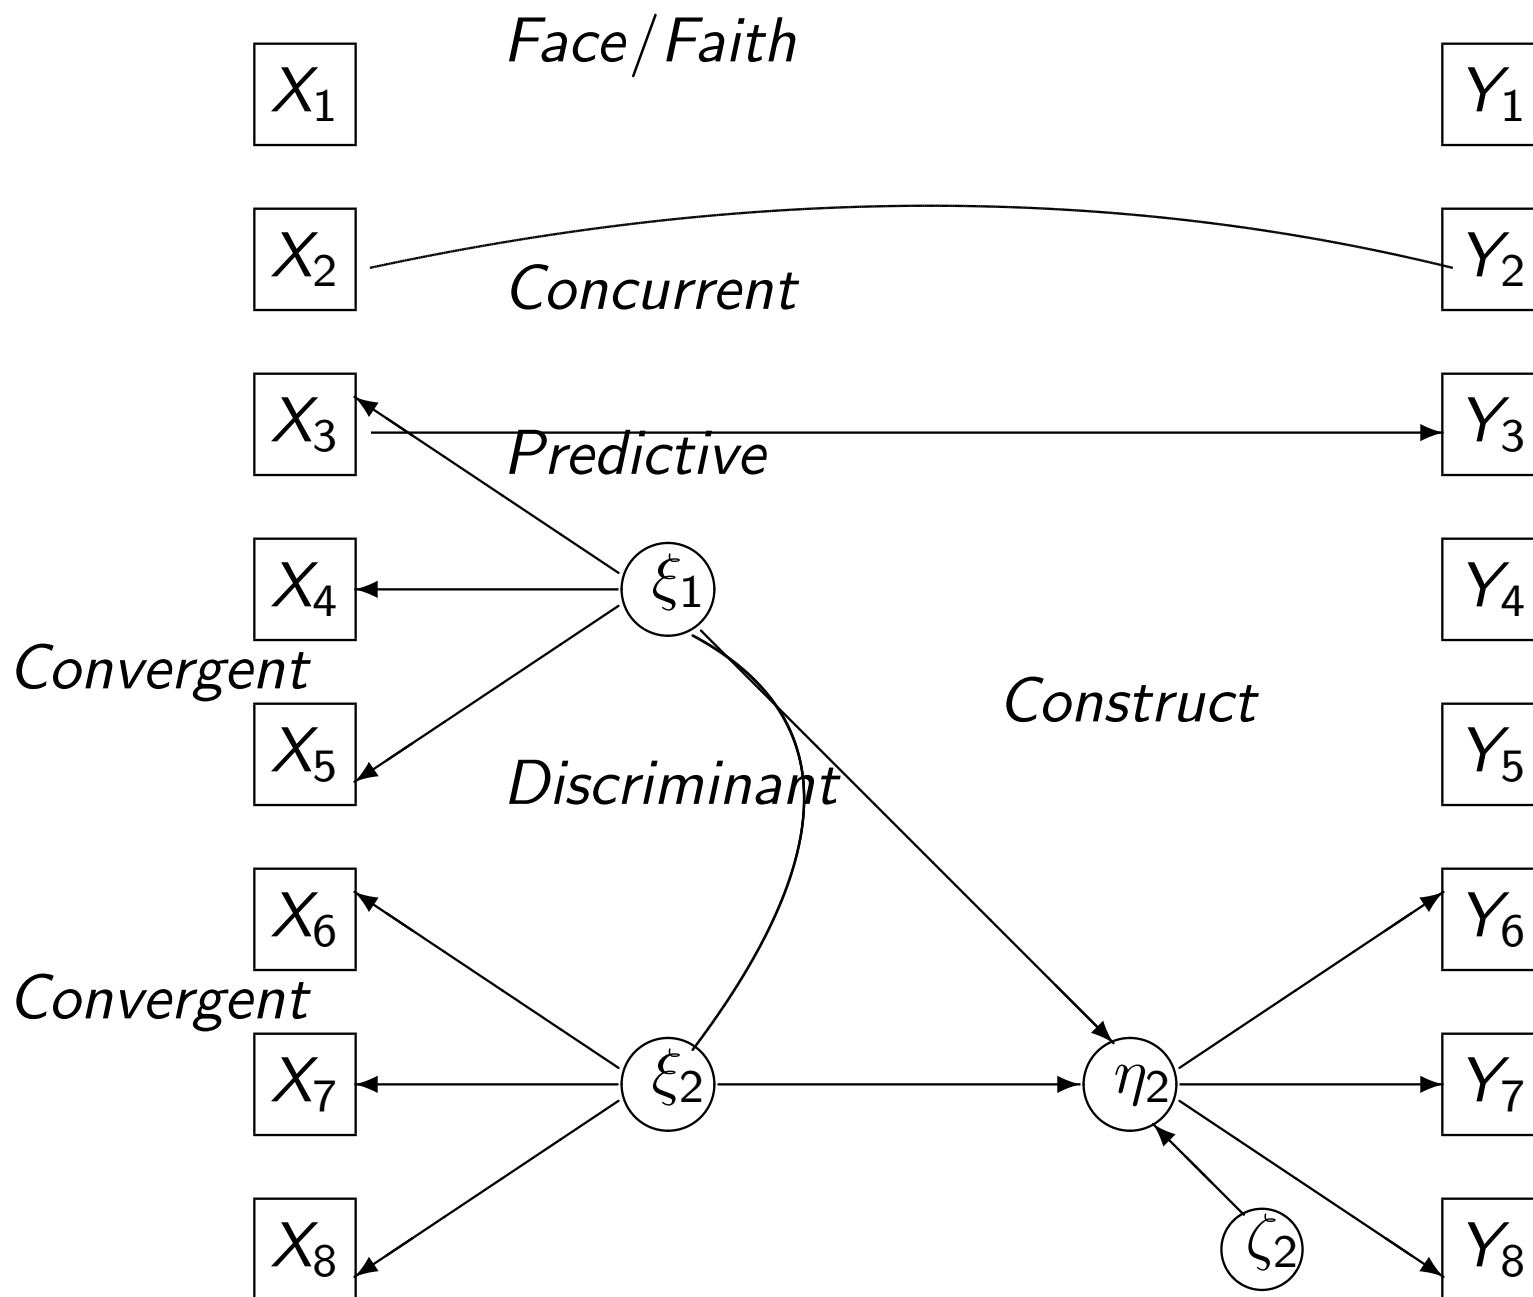 Face/Faith
X1 Y1
X2 Y2
Concurrent
X3 Y3
Predictive
X4 ξ1 Y4
Convergent
Construct
X5 Y5
Discriminant
X6 Y6
Convergent
X7 ξ2 η2 Y7
X8 ζ2 Y8